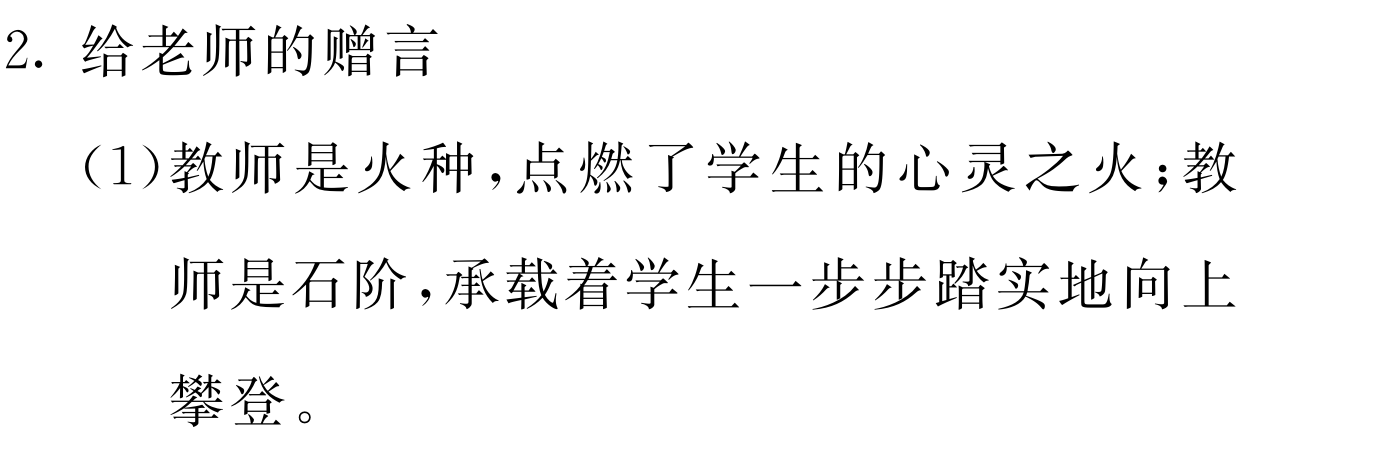 2. 给老师的赠言
(1)教师是火种,点燃了学生的心灵之火;教
师是石阶,承载着学生一步步踏实地向上
攀登。